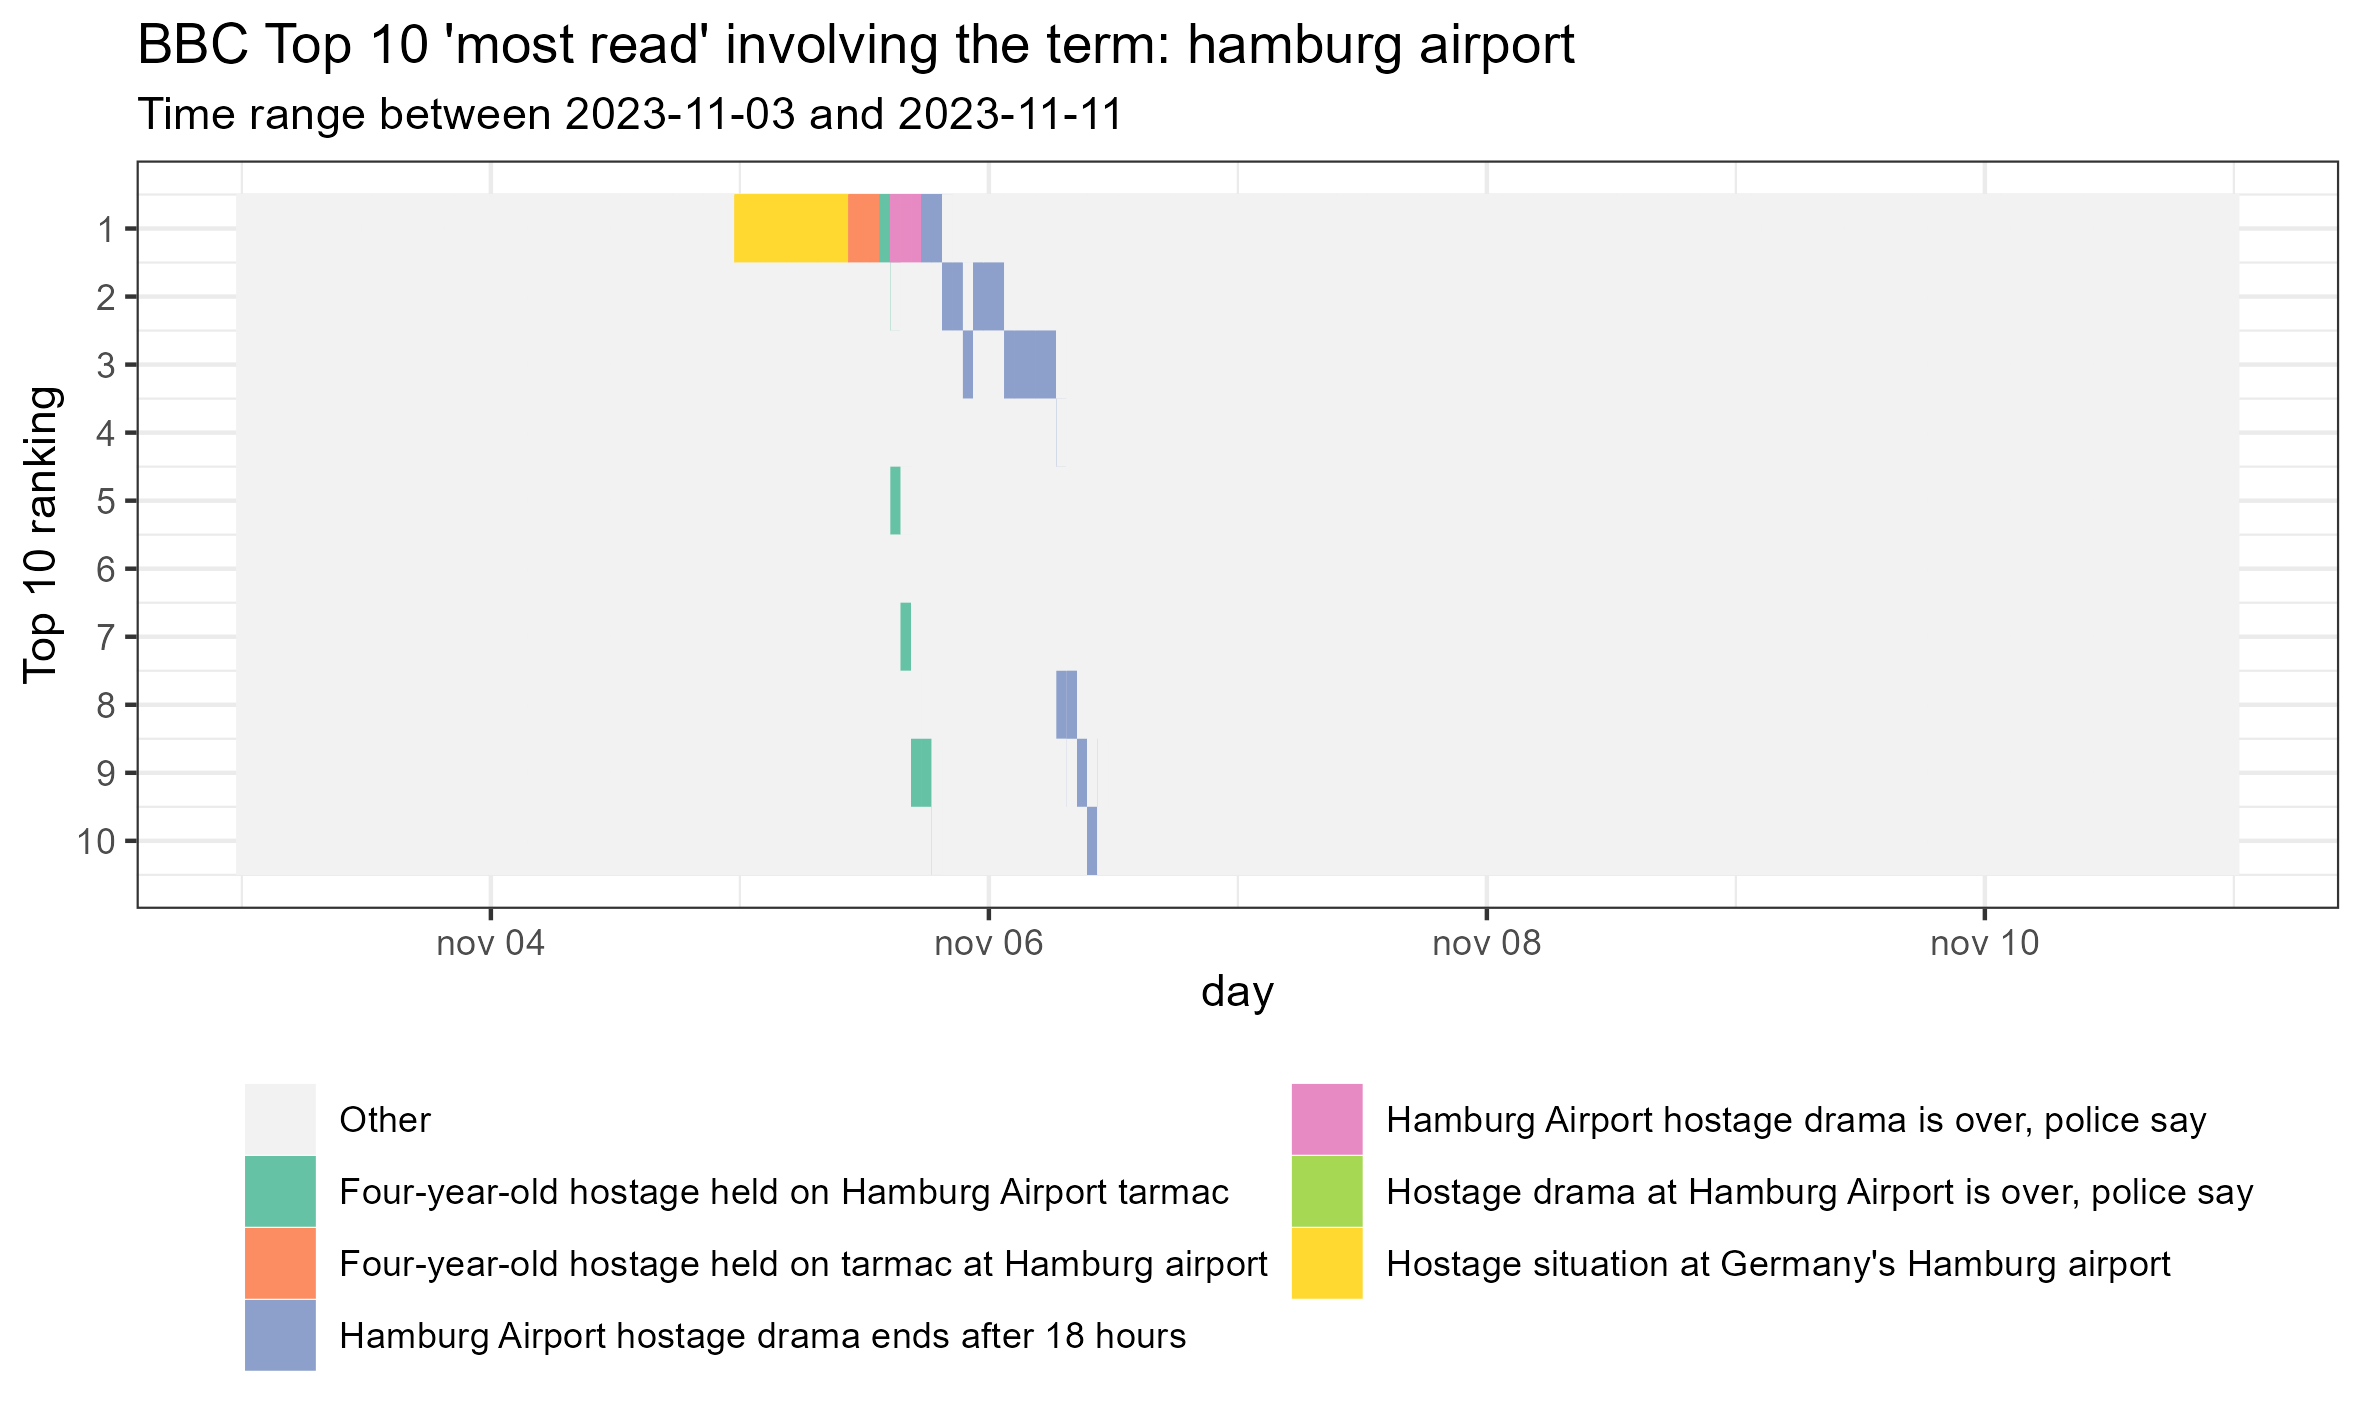 BBC Top 10 'most read' involving the term: hamburg airport
Time range between 2023-11-03 and 2023-11-11
Top 10 ranking
1
2
3
4
5
6
7
8
9
10
nov 04
nov 06
nov 08
nov 10
day
Other
Four-year-old hostage held on Hamburg Airport tarmac
Four-year-old hostage held on tarmac at Hamburg airport
Hamburg Airport hostage drama ends after 18 hours
Hamburg Airport hostage drama is over, police say
Hostage drama at Hamburg Airport is over, police say
Hostage situation at Germany's Hamburg airport